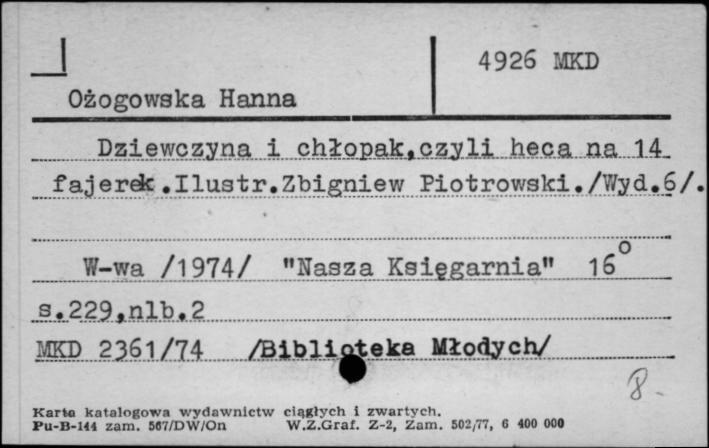 4926 MKD
Ożogowska Hanna
Dziewczyna i chłopak,czyli heca na 14
fajerek.Ilustr.Zbigniew Piotrowski./Wyd.6/.
W-wa /1974/ "Nasza Księgarnia" 16°
s.229,nlb.2
MKD 2361/74 /Biblioteka Młodych/
8.
Karta katalogowa wydawnictw ciągłych i zwartych.
Pu-B-144 zam. 567/DW/On W.Z.Graf. Z-2, Zam. 502/77, 6 400 000